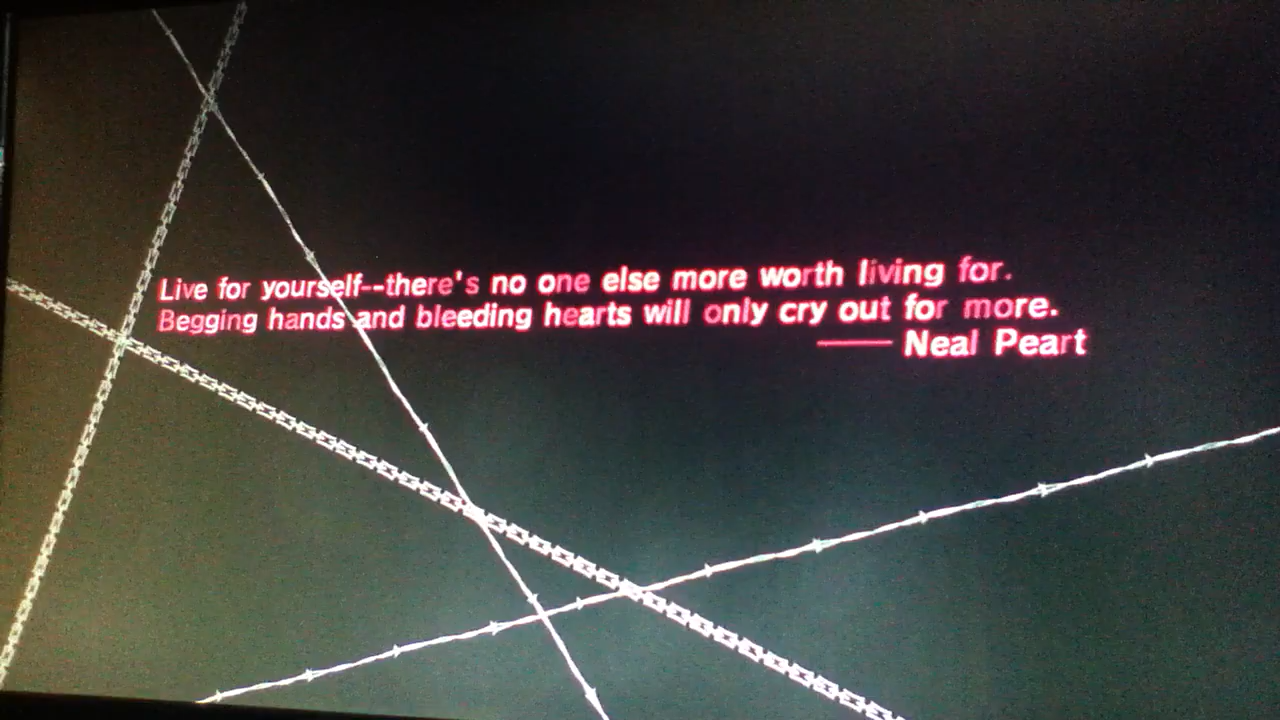 Live for yourself--there's no one else more worth living for.
Begging hands and bleeding hearts will only cry out for more.
—— Neal Peart